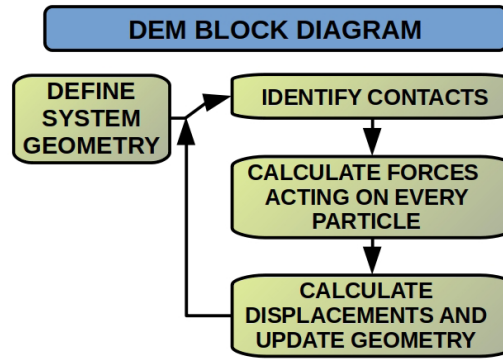 DEM BLOCK DIAGRAM
DEFINE
SYSTEM
GEOMETRY
IDENTIFY CONTACTS
CALCULATE FORCES
ACTING ON EVERY
PARTICLE
CALCULATE
DISPLACEMENTS AND
UPDATE GEOMETRY